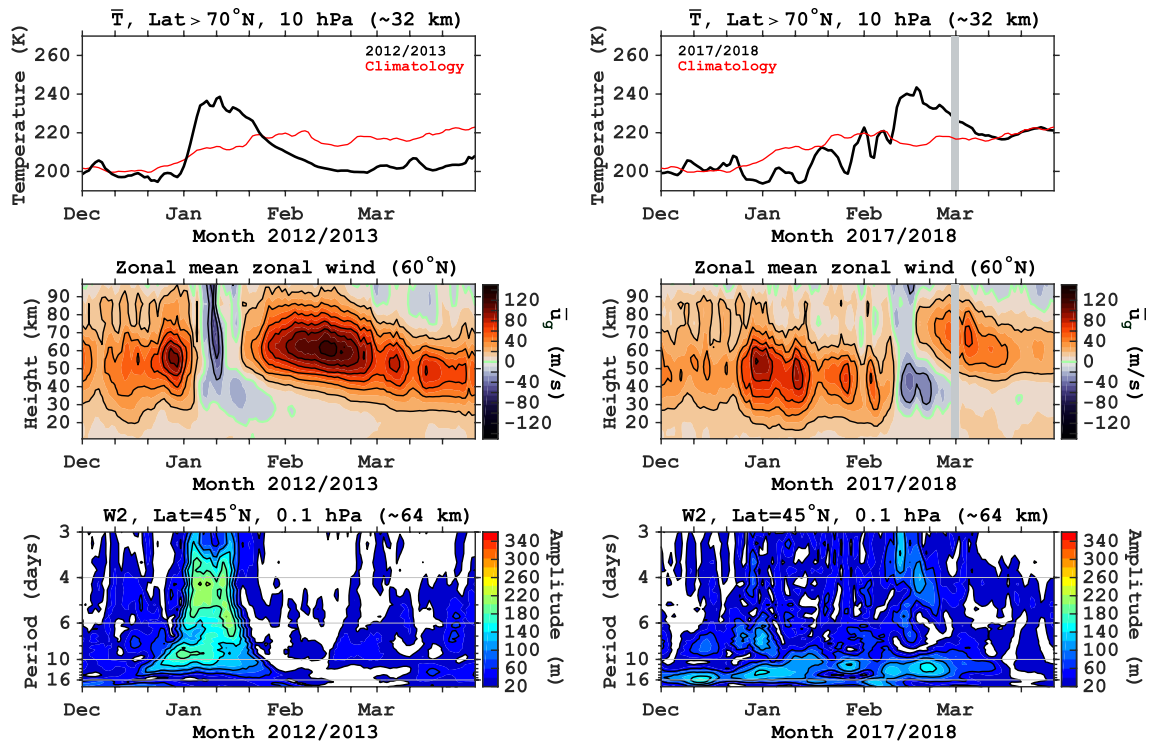 T̅, Lat>70°N, 10 hPa (~32 km)
Temperature (K)
260
240
220
200
2012/2013
Climatology
Dec Jan Feb Mar
Month 2012/2013
T̅, Lat>70°N, 10 hPa (~32 km)
Temperature (K)
260
240
220
200
2017/2018
Climatology
Dec Jan Feb Mar
Month 2017/2018
Zonal mean zonal wind (60°N)
Height (km)
90
80
70
60
50
40
30
20
120
80
40
0
-40
-80
-120
u̅g (m/s)
Dec Jan Feb Mar
Month 2012/2013
Zonal mean zonal wind (60°N)
Height (km)
90
80
70
60
50
40
30
20
120
80
40
0
-40
-80
-120
u̅g (m/s)
Dec Jan Feb Mar
Month 2017/2018
W2, Lat=45°N, 0.1 hPa (~64 km)
Period (days)
3
4
6
10
16
340
300
260
220
180
140
100
60
20
Amplitude (m)
Dec Jan Feb Mar
Month 2012/2013
W2, Lat=45°N, 0.1 hPa (~64 km)
Period (days)
3
4
6
10
16
340
300
260
220
180
140
100
60
20
Amplitude (m)
Dec Jan Feb Mar
Month 2017/2018